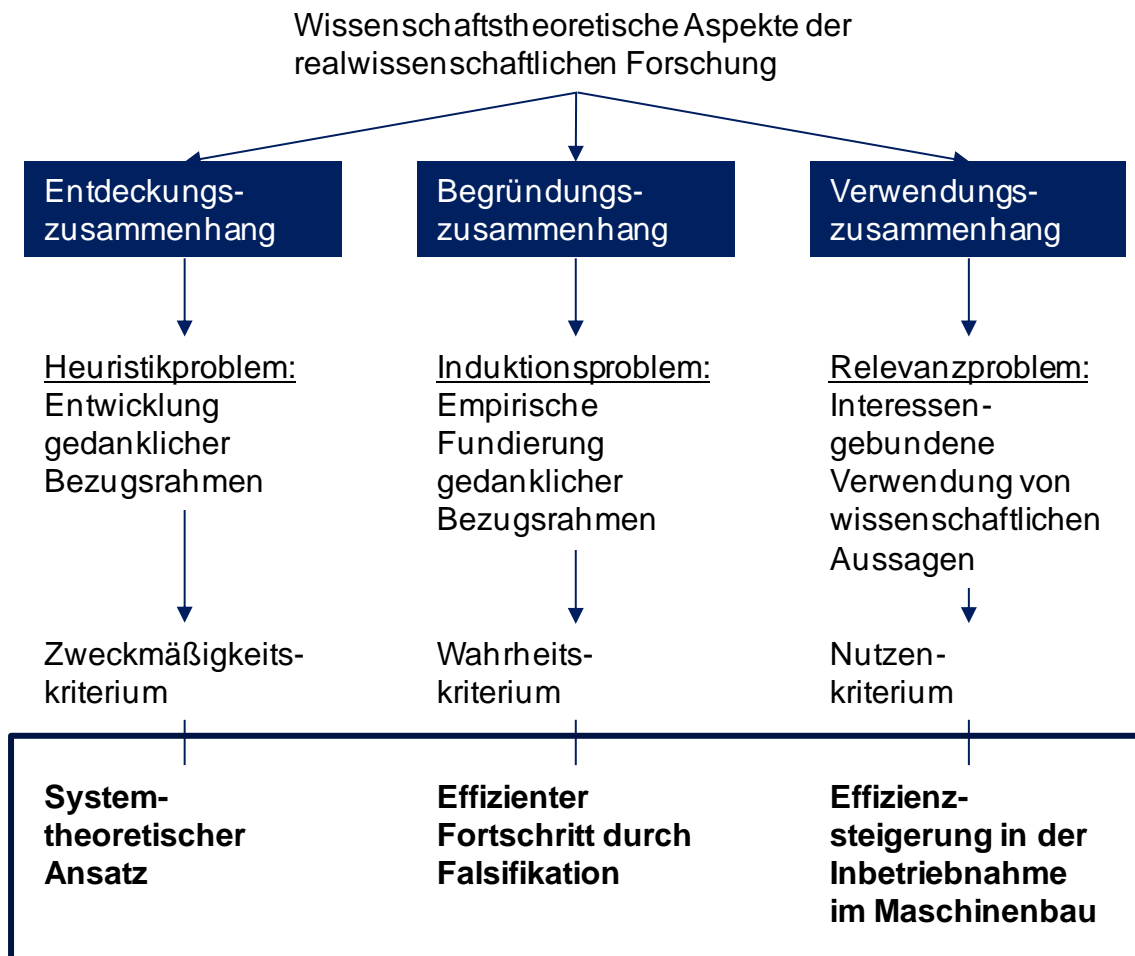 Wissenschaftstheoretische Aspekte der
realwissenschaftlichen Forschung
Entdeckungs-
zusammenhang
Begründungs-
zusammenhang
Verwendungs-
zusammenhang
Heuristikproblem:
Entwicklung
gedanklicher
Bezugsrahmen
Induktionsproblem:
Empirische
Fundierung
gedanklicher
Bezugsrahmen
Relevanzproblem:
Interessen-
gebundene
Verwendung von
wissenschaftlichen
Aussagen
Zweckmäßigkeits-
kriterium
Wahrheits-
kriterium
Nutzen-
kriterium
System-
theoretischer
Ansatz
Effizienter
Fortschritt durch
Falsifikation
Effizienz-
steigerung in der
Inbetriebnahme
im Maschinenbau